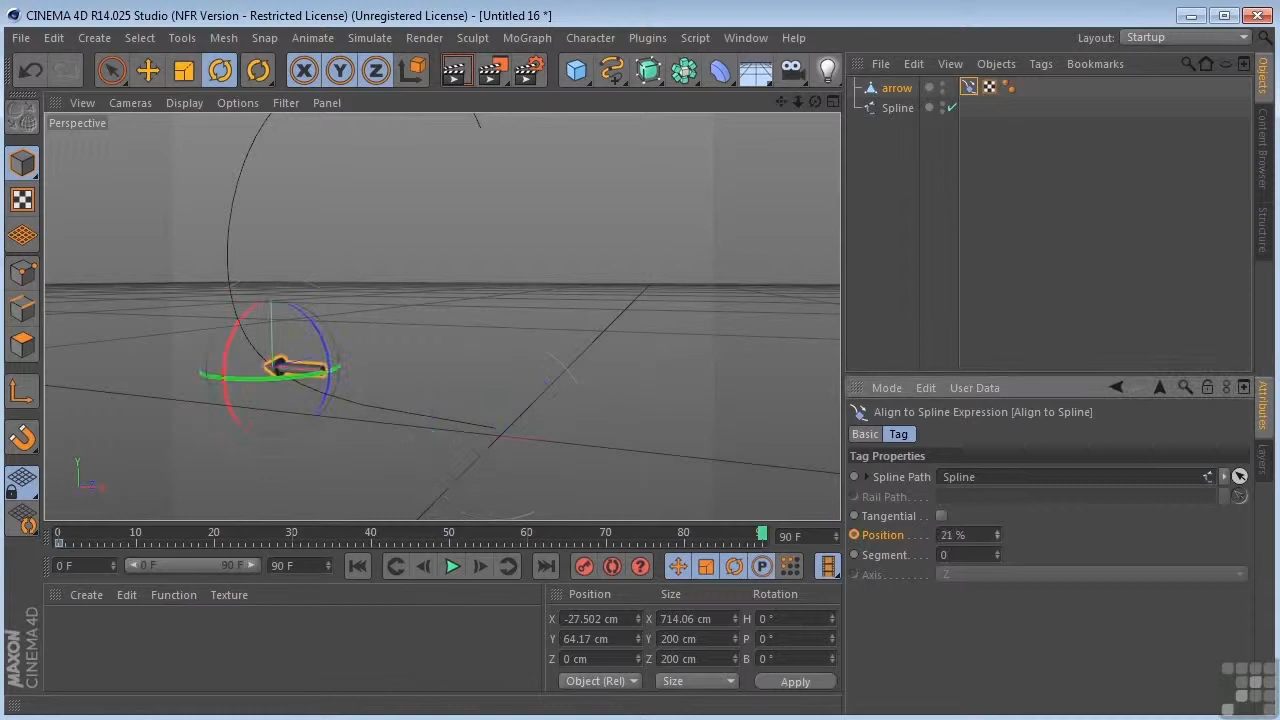 CINEMA 4D R14.025 Studio (NFR Version - Restricted License) (Unregistered License) - [Untitled 16 *]
File Edit Create Select Tools Mesh Snap Animate Simulate Render Sculpt MoGraph Character Plugins Script Window Help Layout: Startup
X Y Z
File Edit View Objects Tags Bookmarks
arrow
Spline
Objects
Content Browser
Structure
View Cameras Display Options Filter Panel
Perspective
Y
Mode Edit User Data
Align to Spline Expression [Align to Spline]
Basic Tag
Tag Properties
Spline Path Spline
Rail Path. . . .
Tangential . .
Position . . . . 21 %
Segment. . . . 0
Axis. . . . . . . . Z
Attributes
Layers
0 10 20 30 40 50 60 70 80 90 F
0 F 0 F 90 F 90 F
P
Create Edit Function Texture
Position Size Rotation
X -27.502 cm X 714.06 cm H 0 °
Y 64.17 cm Y 200 cm P 0 °
Z 0 cm Z 200 cm B 0 °
Object (Rel) Size Apply
MAXON
CINEMA 4D